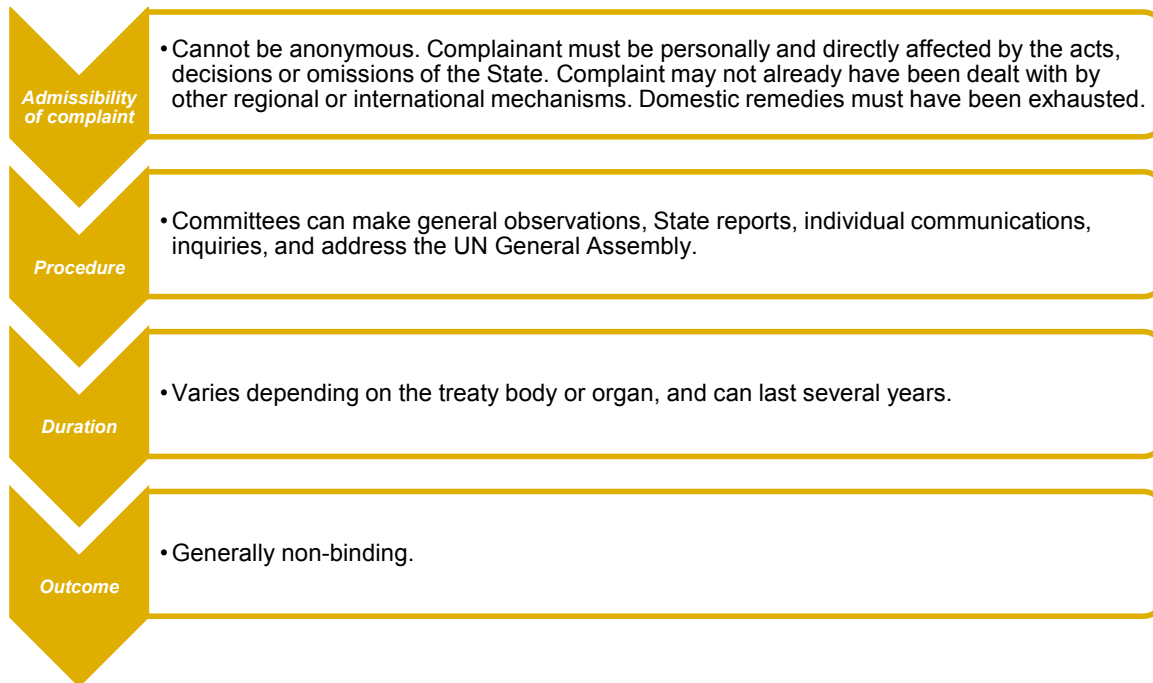 Admissibility
of complaint
• Cannot be anonymous. Complainant must be personally and directly affected by the acts,
decisions or omissions of the State. Complaint may not already have been dealt with by
other regional or international mechanisms. Domestic remedies must have been exhausted.
Procedure
• Committees can make general observations, State reports, individual communications,
inquiries, and address the UN General Assembly.
Duration
• Varies depending on the treaty body or organ, and can last several years.
Outcome
• Generally non-binding.